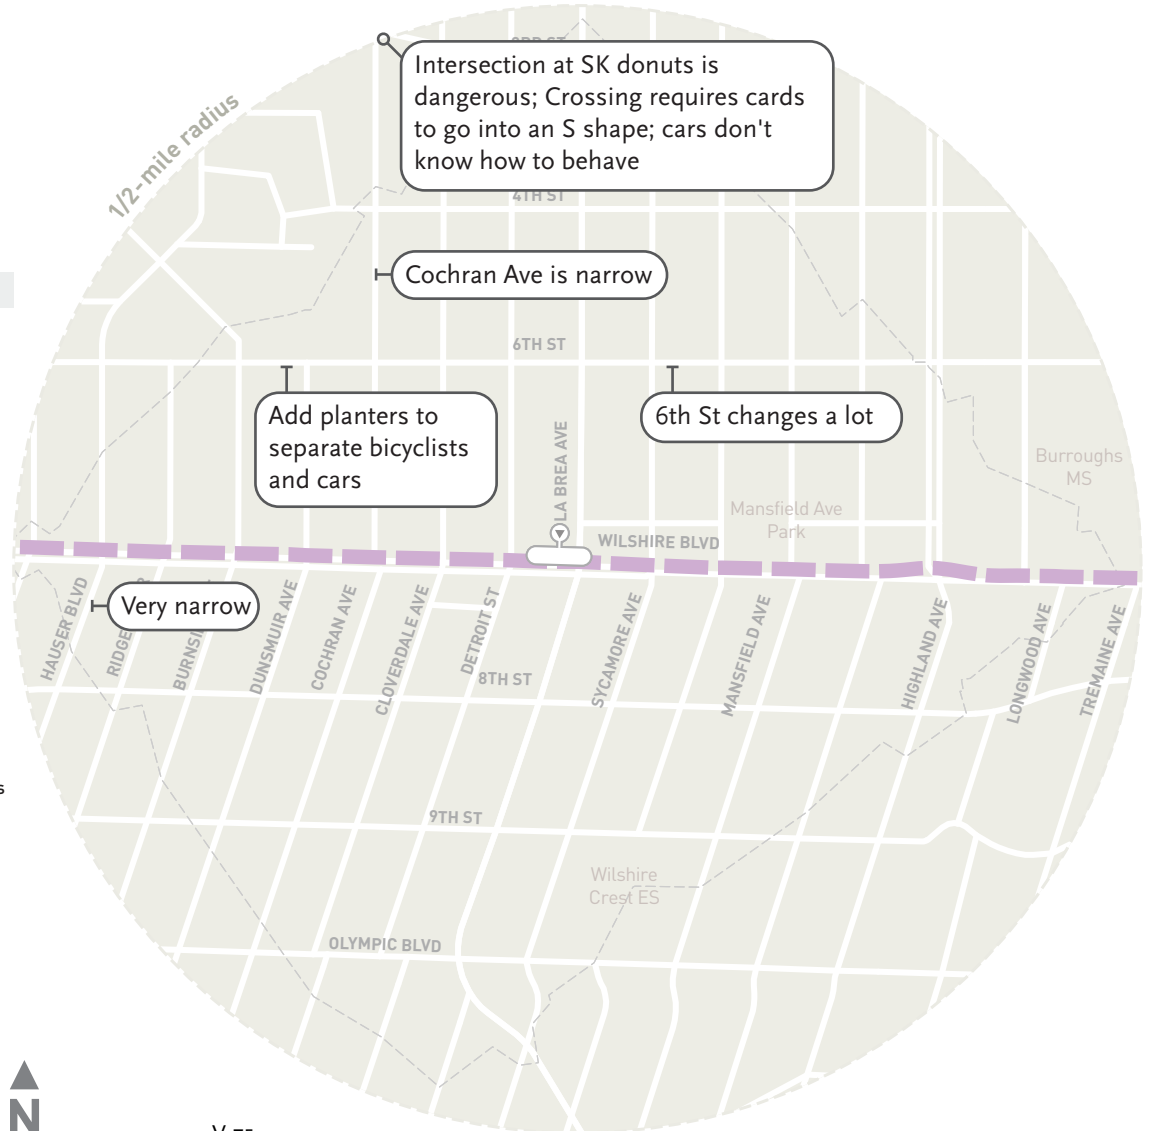 3RD ST
Intersection at SK donuts is
dangerous; Crossing requires cards
to go into an S shape; cars don't
know how to behave
1/2-mile radius
4TH ST
Cochran Ave is narrow
6TH ST
Add planters to
separate bicyclists
and cars
6th St changes a lot
LA BREA AVE
Burroughs
MS
Mansfield Ave
Park
WILSHIRE BLVD
Very narrow
HAUSER BLVD
DUNSMUIR AVE
COCHRAN AVE
CLOVERDALE AVE
DETROIT ST
SYCAMORE AVE
MANSFIELD AVE
HIGHLAND AVE
LONGWOOD AVE
TREMAINE AVE
8TH ST
s
9TH ST
Wilshire
Crest ES
OLYMPIC BLVD
N